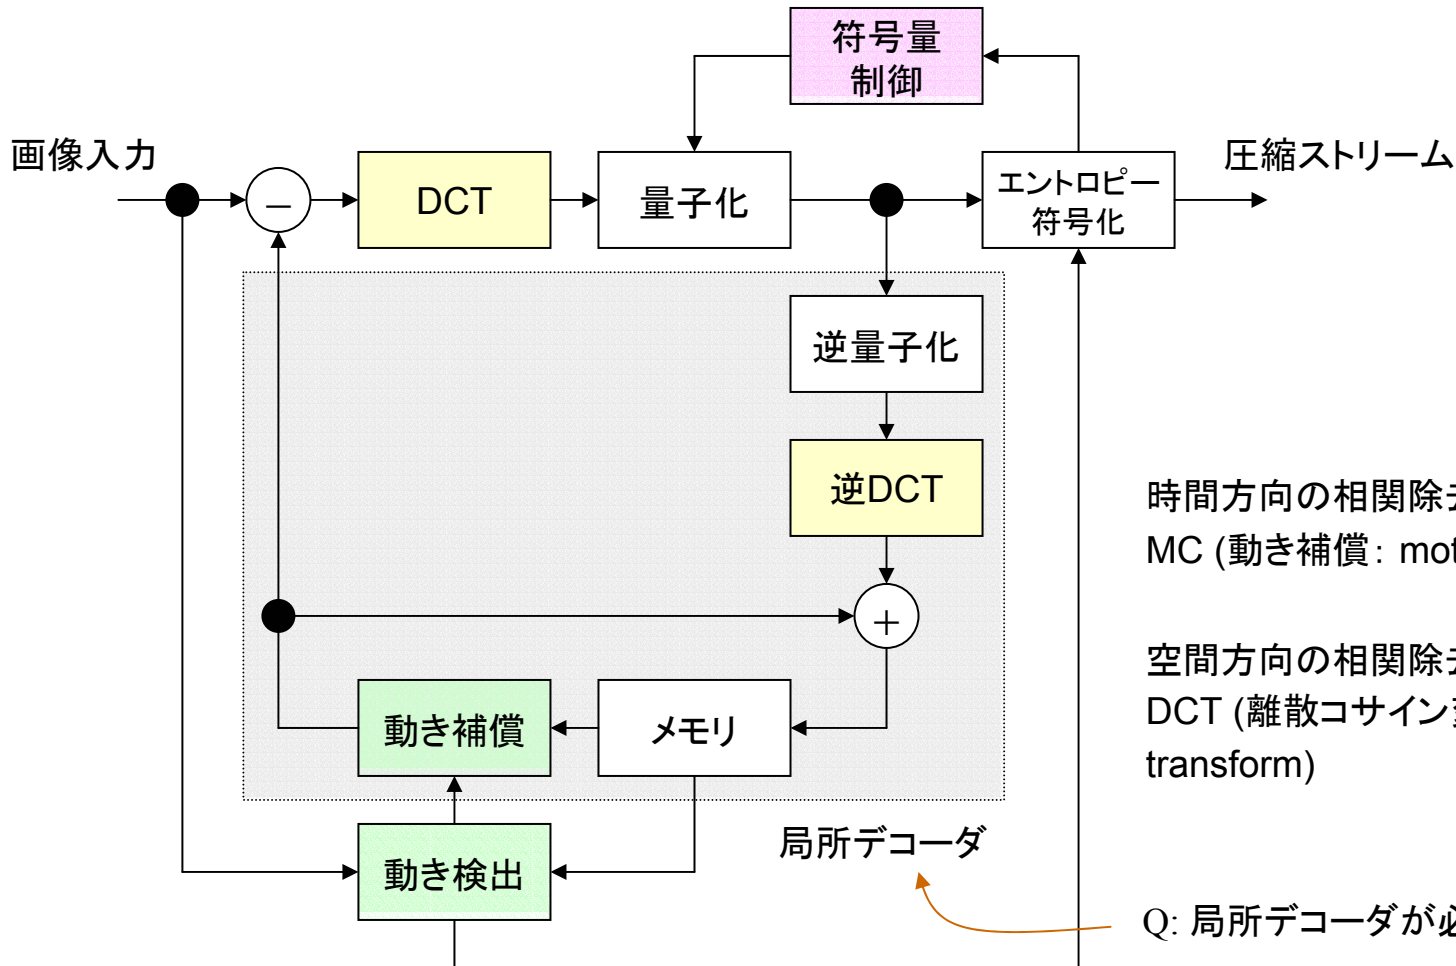 符号量
制御
画像入力
－
DCT
量子化
エントロピー
符号化
圧縮ストリーム
逆量子化
逆DCT
＋
動き補償
メモリ
動き検出
局所デコーダ
時間方向の相関除
MC (動き補償： mot
空間方向の相関除
DCT (離散コサイン
transform)
Q: 局所デコーダが必